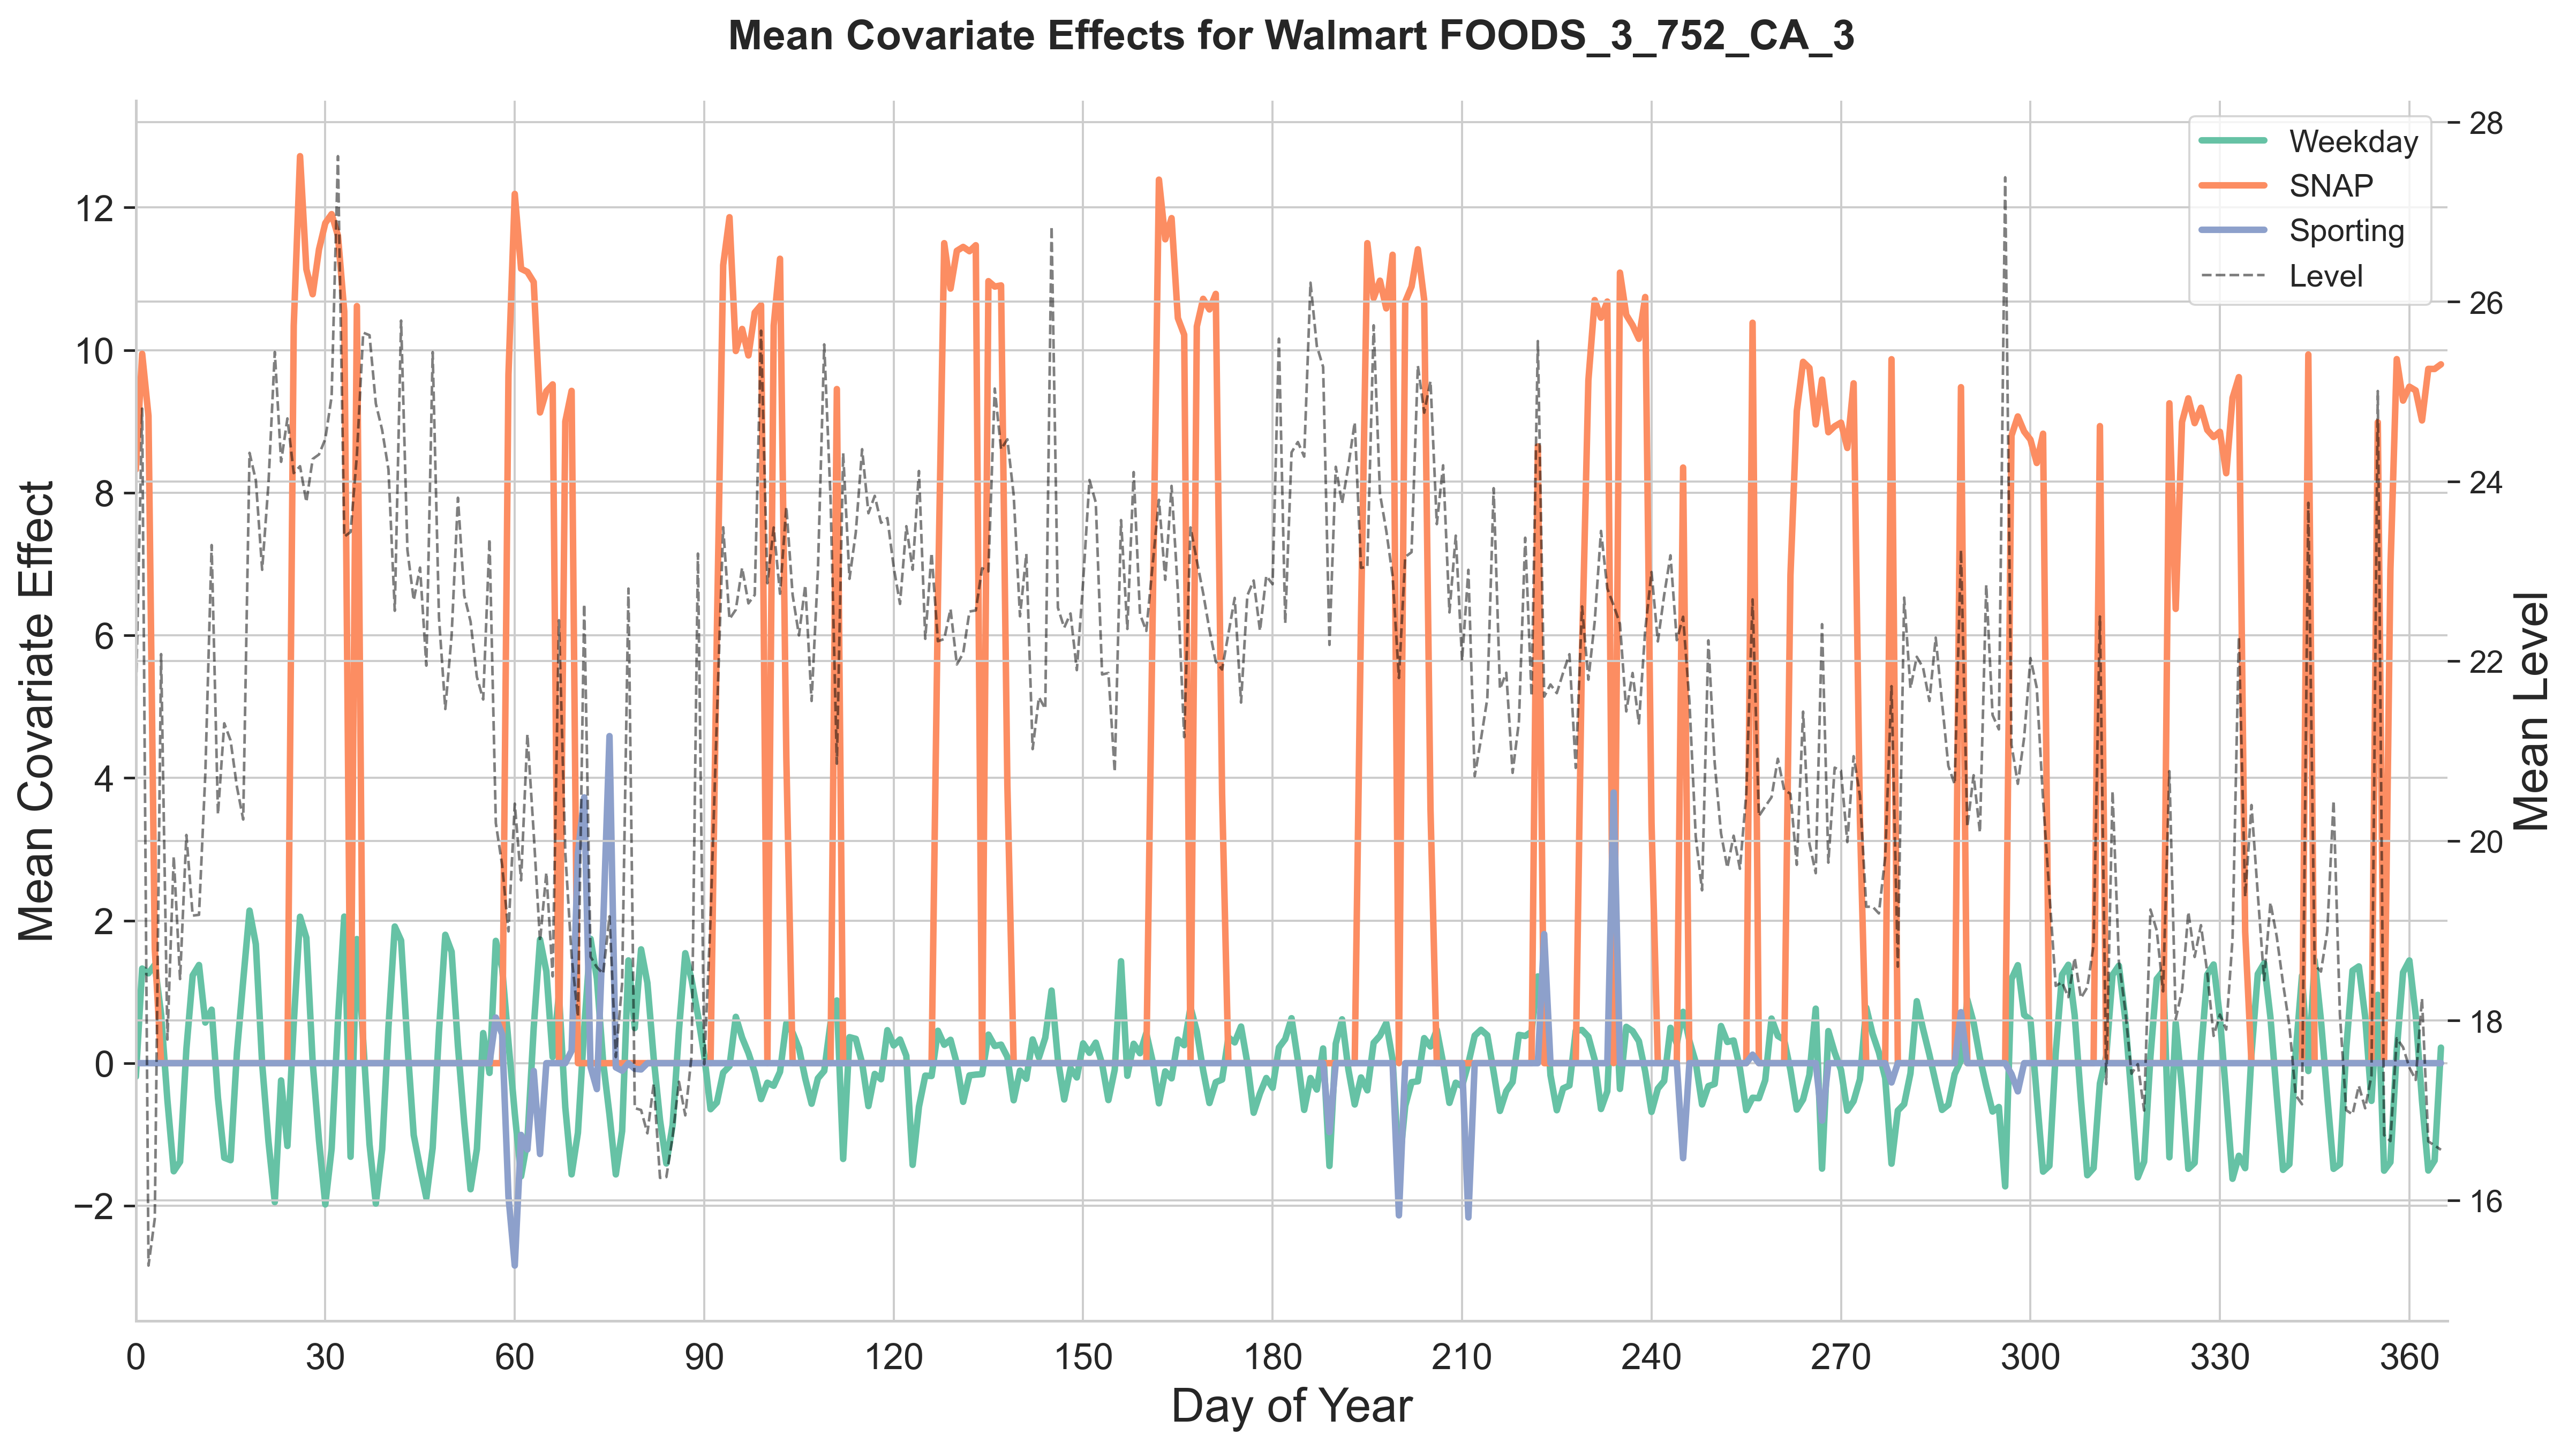 Mean Covariate Effects for Walmart FOODS_3_752_CA_3
Weekday
SNAP
Sporting
Level
Mean Covariate Effect
12
10
8
6
4
2
0
−2
28
26
24
22
20
18
16
Mean Level
0 30 60 90 120 150 180 210 240 270 300 330 360
Day of Year